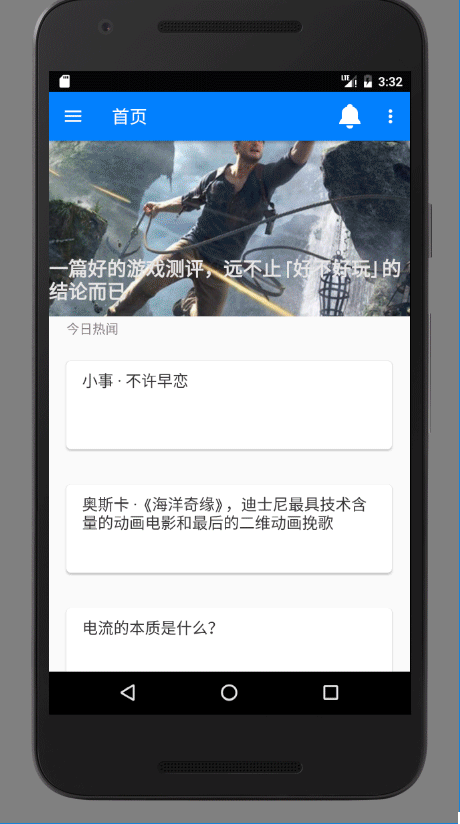 LTE 3:32
首页
一篇好的游戏测评，远不止「好不好玩」的
结论而已
今日热闻
小事 · 不许早恋
奥斯卡 ·《海洋奇缘》，迪士尼最具技术含
量的动画电影和最后的二维动画挽歌
电流的本质是什么？